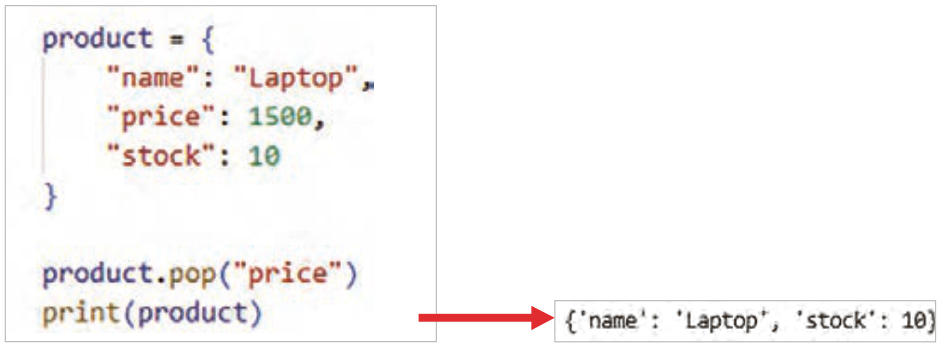 product = {
    "name": "Laptop",
    "price": 1500,
    "stock": 10
}
product.pop("price")
print(product)
{'name': 'Laptop', 'stock': 10}